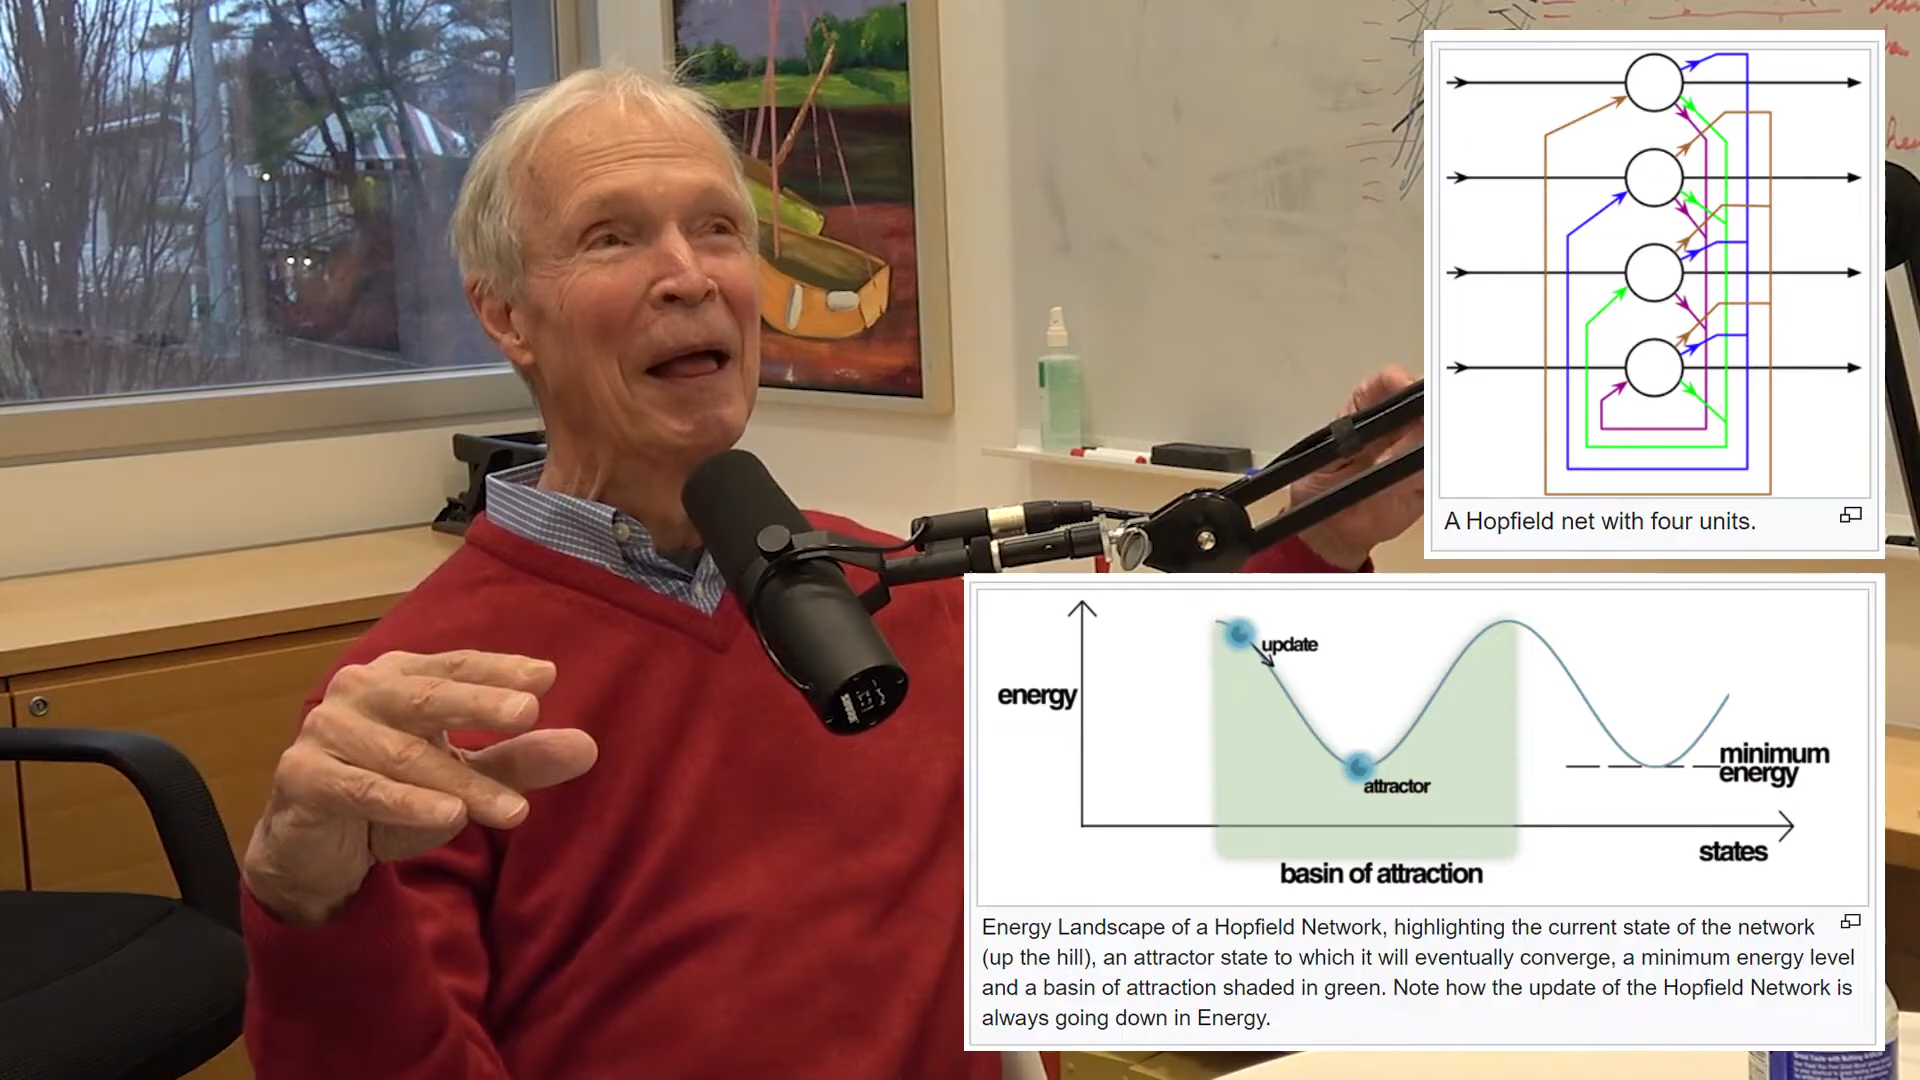 A Hopfield net with four units.
update
energy
attractor
minimum
energy
states
basin of attraction
Energy Landscape of a Hopfield Network, highlighting the current state of the network
(up the hill), an attractor state to which it will eventually converge, a minimum energy level
and a basin of attraction shaded in green. Note how the update of the Hopfield Network is
always going down in Energy.